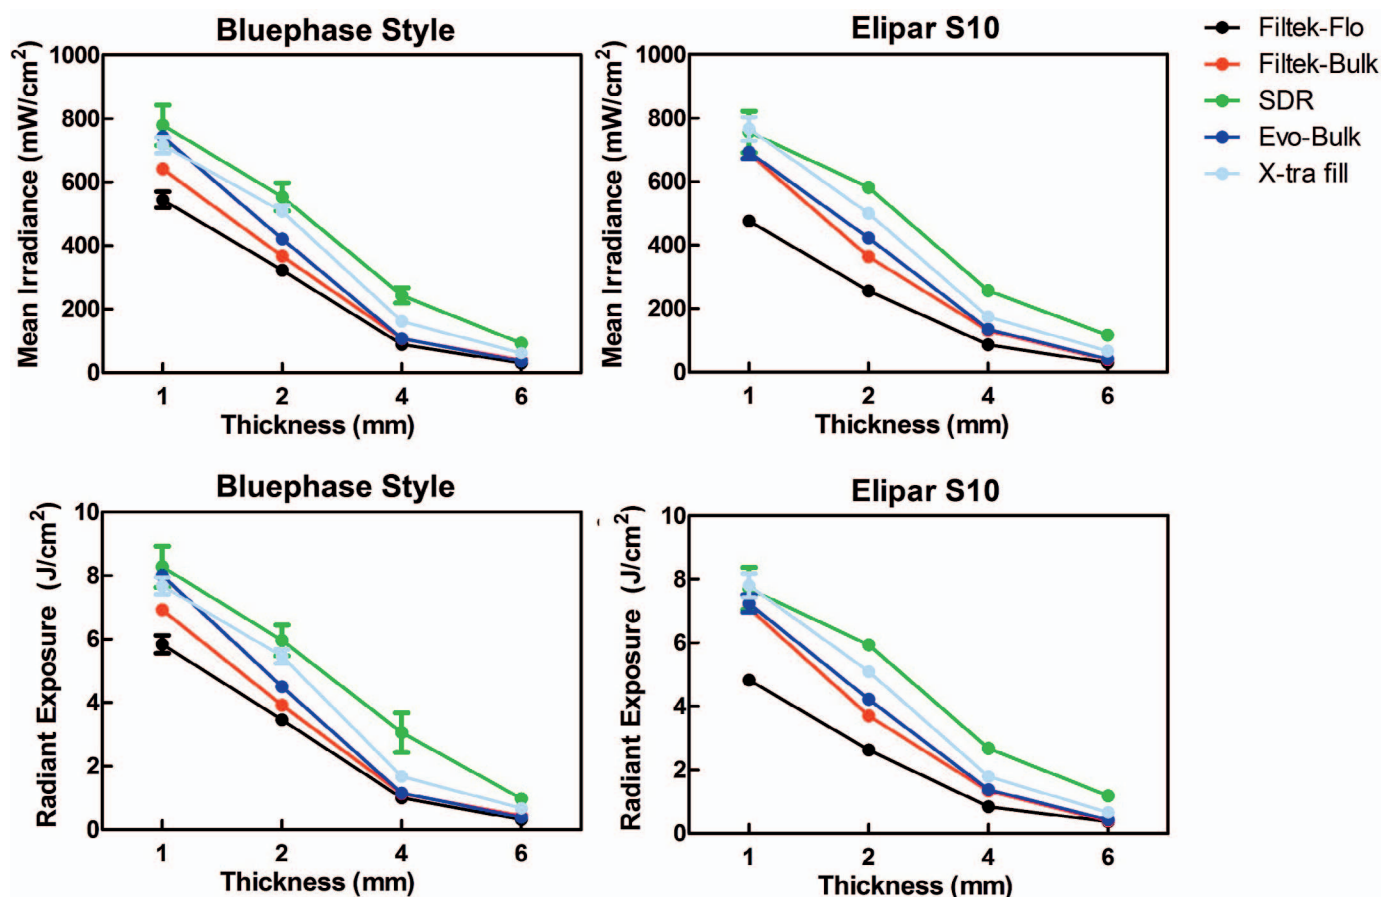 Bluephase Style
Mean Irradiance (mW/cm²)
1000
800
600
400
200
0
1 2 4 6
Thickness (mm)
Elipar S10
Mean Irradiance (mW/cm²)
1000
800
600
400
200
0
1 2 4 6
Thickness (mm)
Filtek-Flo
Filtek-Bulk
SDR
Evo-Bulk
X-tra fill
Bluephase Style
Radiant Exposure (J/cm²)
10
8
6
4
2
0
1 2 4 6
Thickness (mm)
Elipar S10
Radiant Exposure (J/cm²)
10
8
6
4
2
0
1 2 4 6
Thickness (mm)